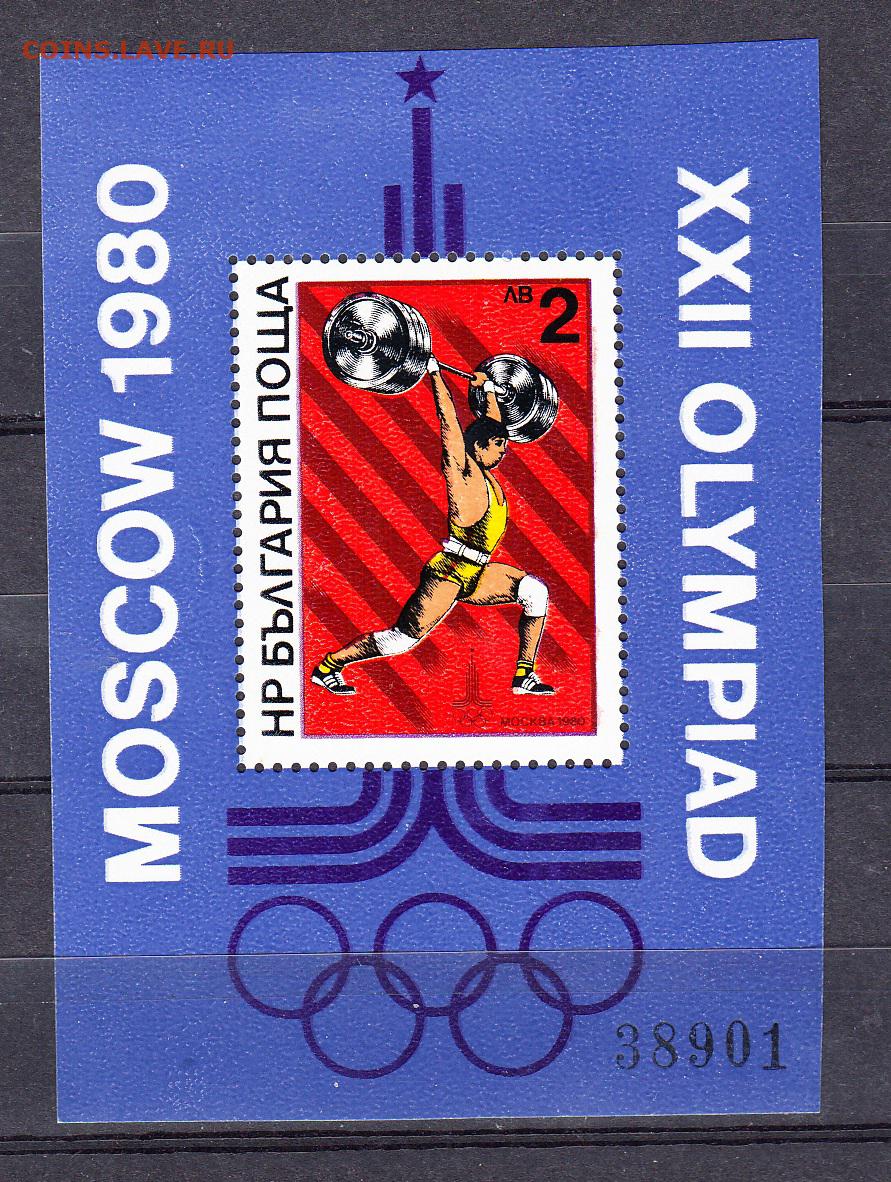 COINS.LAVE.RU
MOSCOW 1980
XXII OLYMPIAD
НР БЪЛГАРИЯ ПОЩА
ЛВ 2
МОСКВА 1980
38901